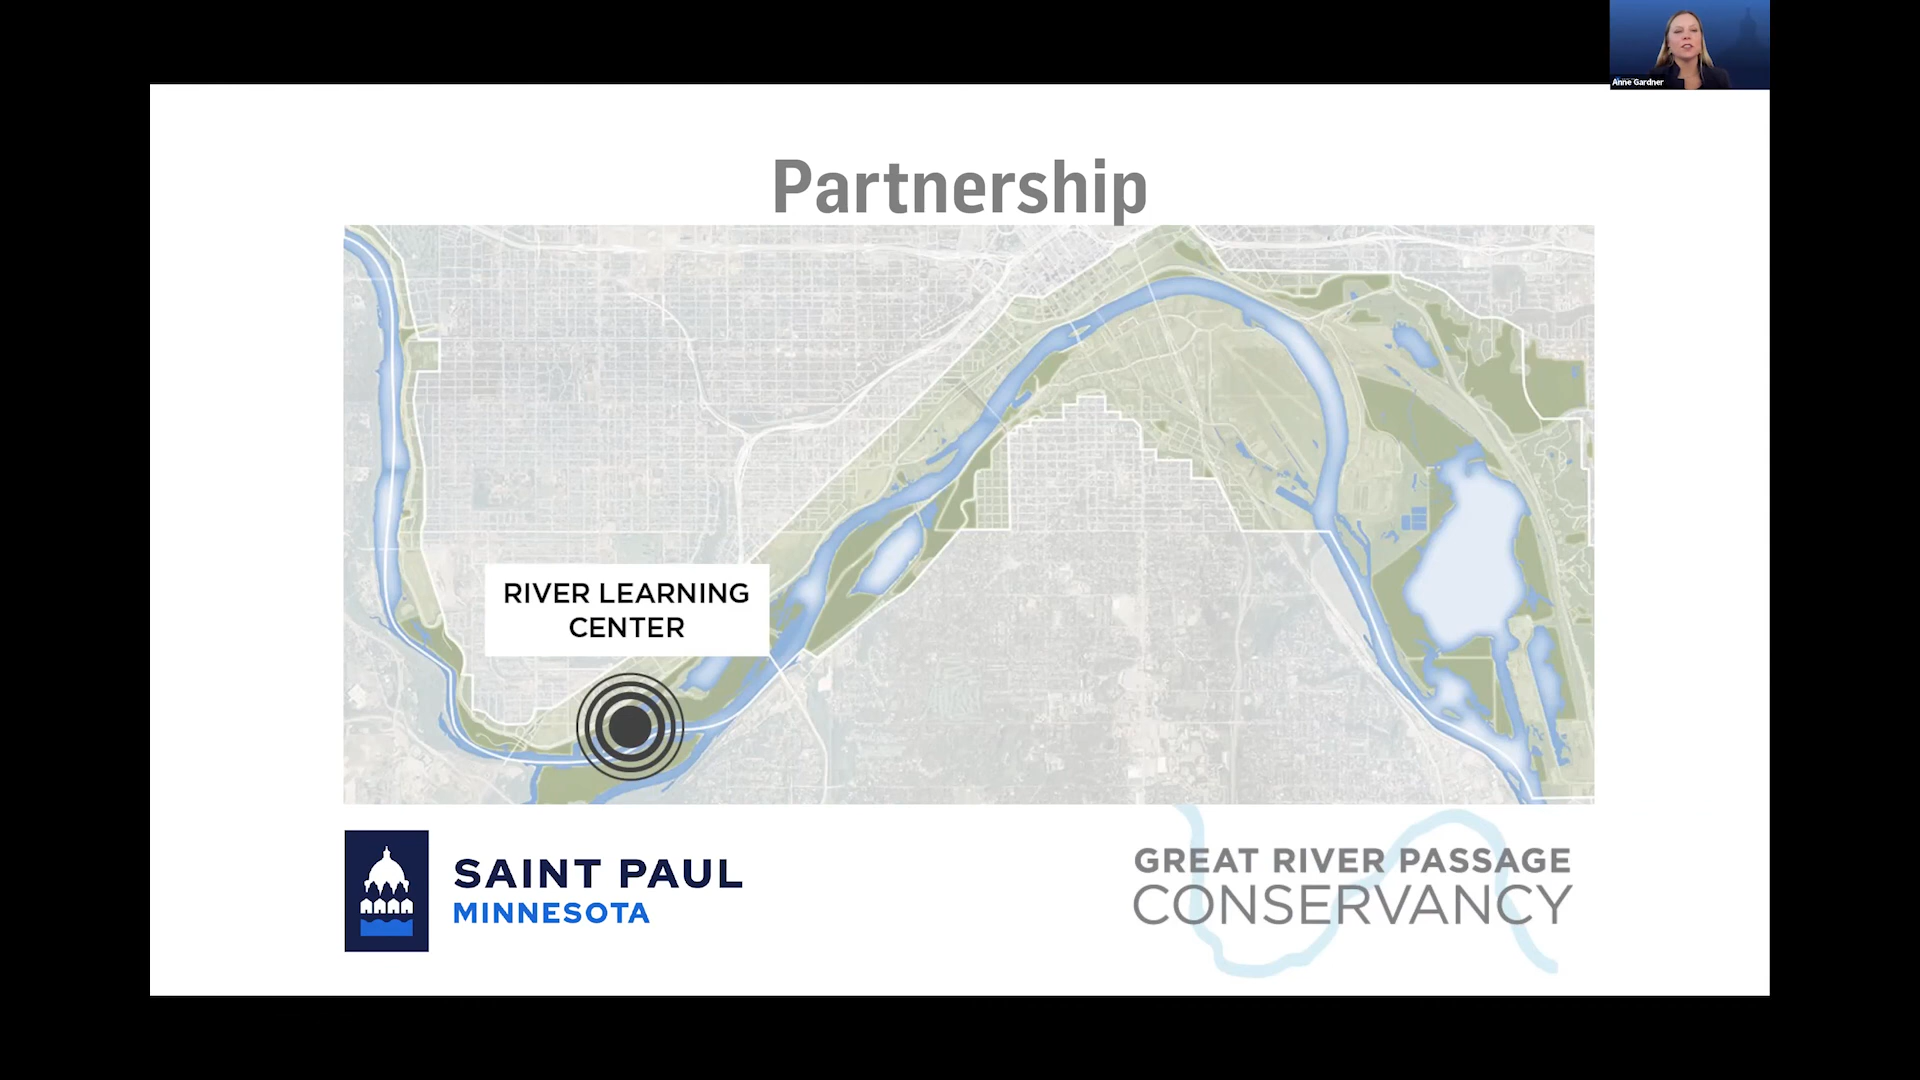 Anne Gardner
Partnership
RIVER LEARNING
CENTER
SAINT PAUL
MINNESOTA
GREAT RIVER PASSAGE
CONSERVANCY